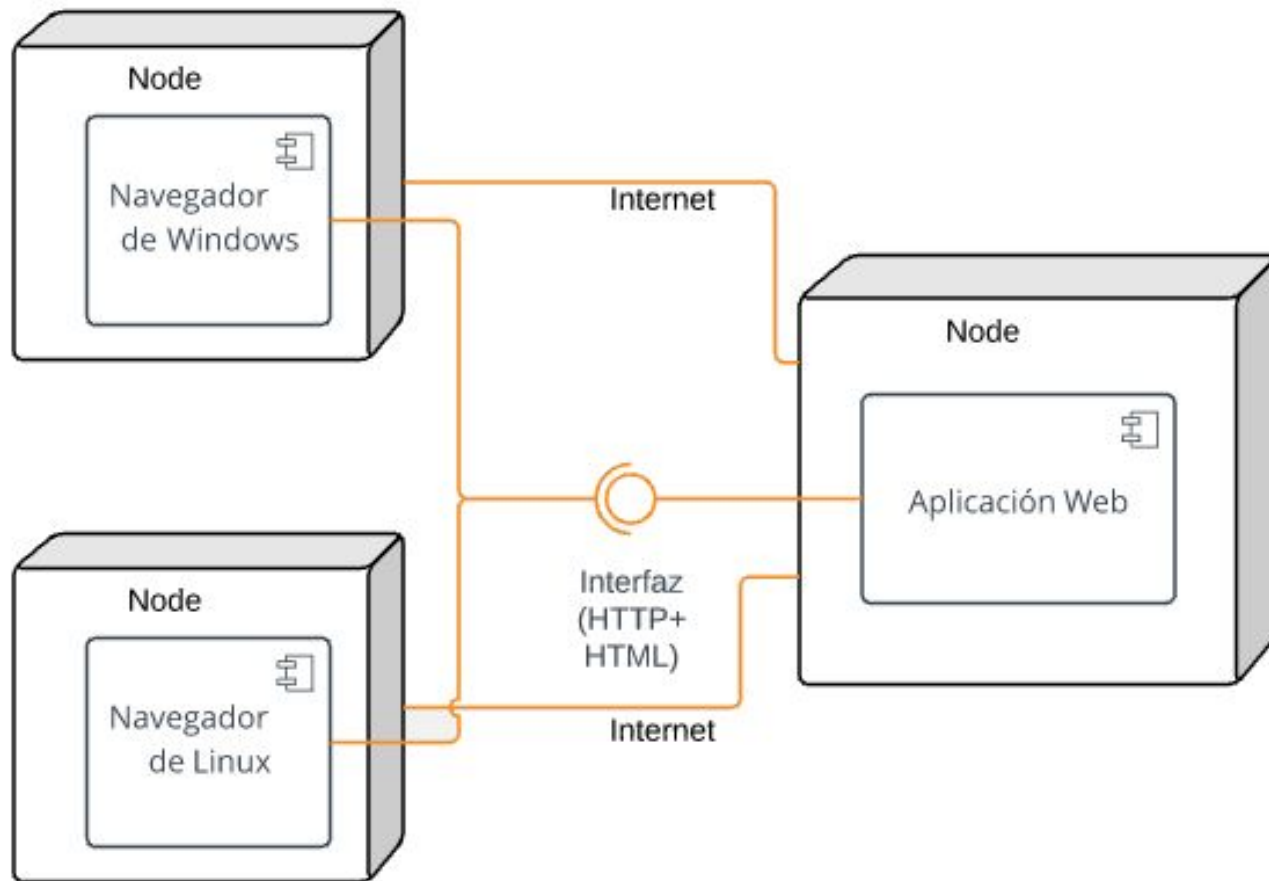 Node
Navegador
de Windows
Internet
Node
Aplicación Web
Interfaz
(HTTP+
HTML)
Node
Navegador
de Linux
Internet